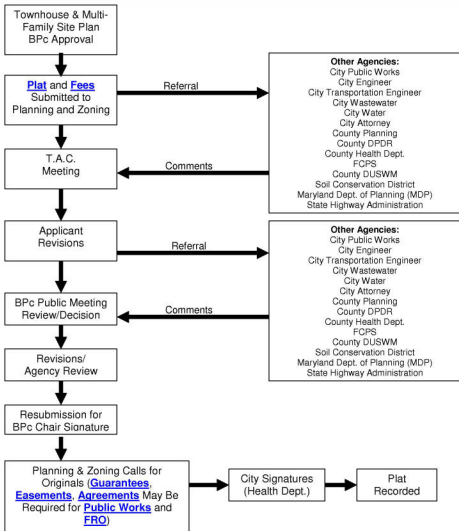 Townhouse & Multi-
Family Site Plan
BPc Approval
Plat and Fees
Submitted to
Planning and Zoning
Referral
Other Agencies:
City Public Works
City Engineer
City Transportation Engineer
City Wastewater
City Water
City Attorney
County Planning
County DPDR
County Health Dept.
FCPS
County DUSWM
Soil Conservation District
Maryland Dept. of Planning (MDP)
State Highway Administration
Comments
T.A.C.
Meeting
Applicant
Revisions
Referral
Other Agencies:
City Public Works
City Engineer
City Transportation Engineer
City Wastewater
City Water
City Attorney
County Planning
County DPDR
County Health Dept.
FCPS
County DUSWM
Soil Conservation District
Maryland Dept. of Planning (MDP)
State Highway Administration
Comments
BPc Public Meeting
Review/Decision
Revisions/
Agency Review
Resubmission for
BPc Chair Signature
Planning & Zoning Calls for
Originals (Guarantees,
Easements, Agreements May Be
Required for Public Works and
FRO)
City Signatures
(Health Dept.)
Plat
Recorded